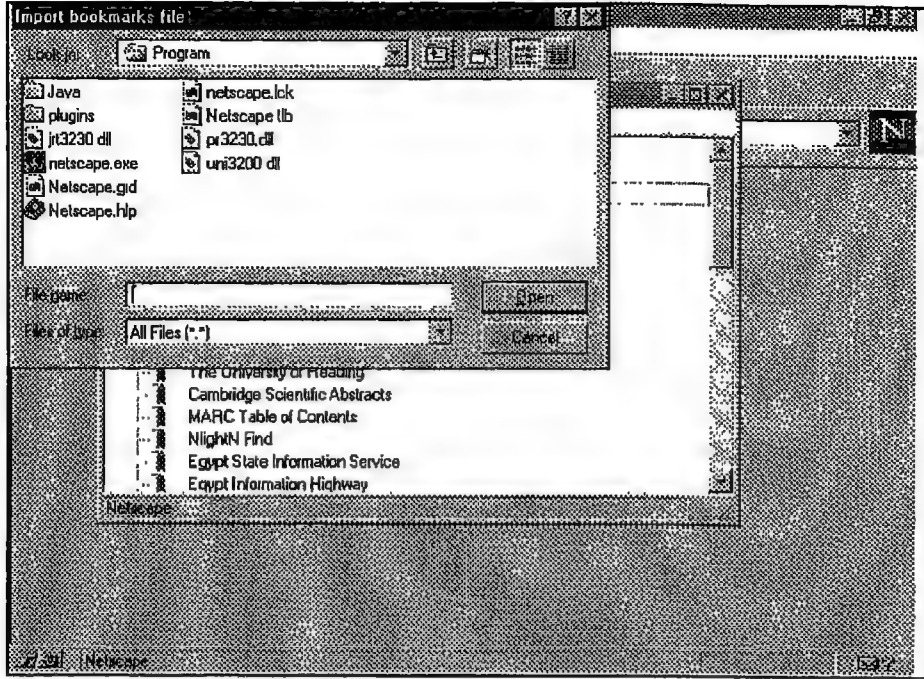 Import bookmarks file
Look in: Program
Java
plugins
jrt3230.dll
netscape.exe
Netscape.gid
Netscape.hlp
netscape.lck
Netscape.tlb
pr3230.dll
uni3200.dll
File name:
Open
Files of type: All Files (*.*)
Cancel
N
The University of Reading
Cambridge Scientific Abstracts
MARC Table of Contents
NlightN Find
Egypt State Information Service
Egypt Information Highway
Netscape
Netscape